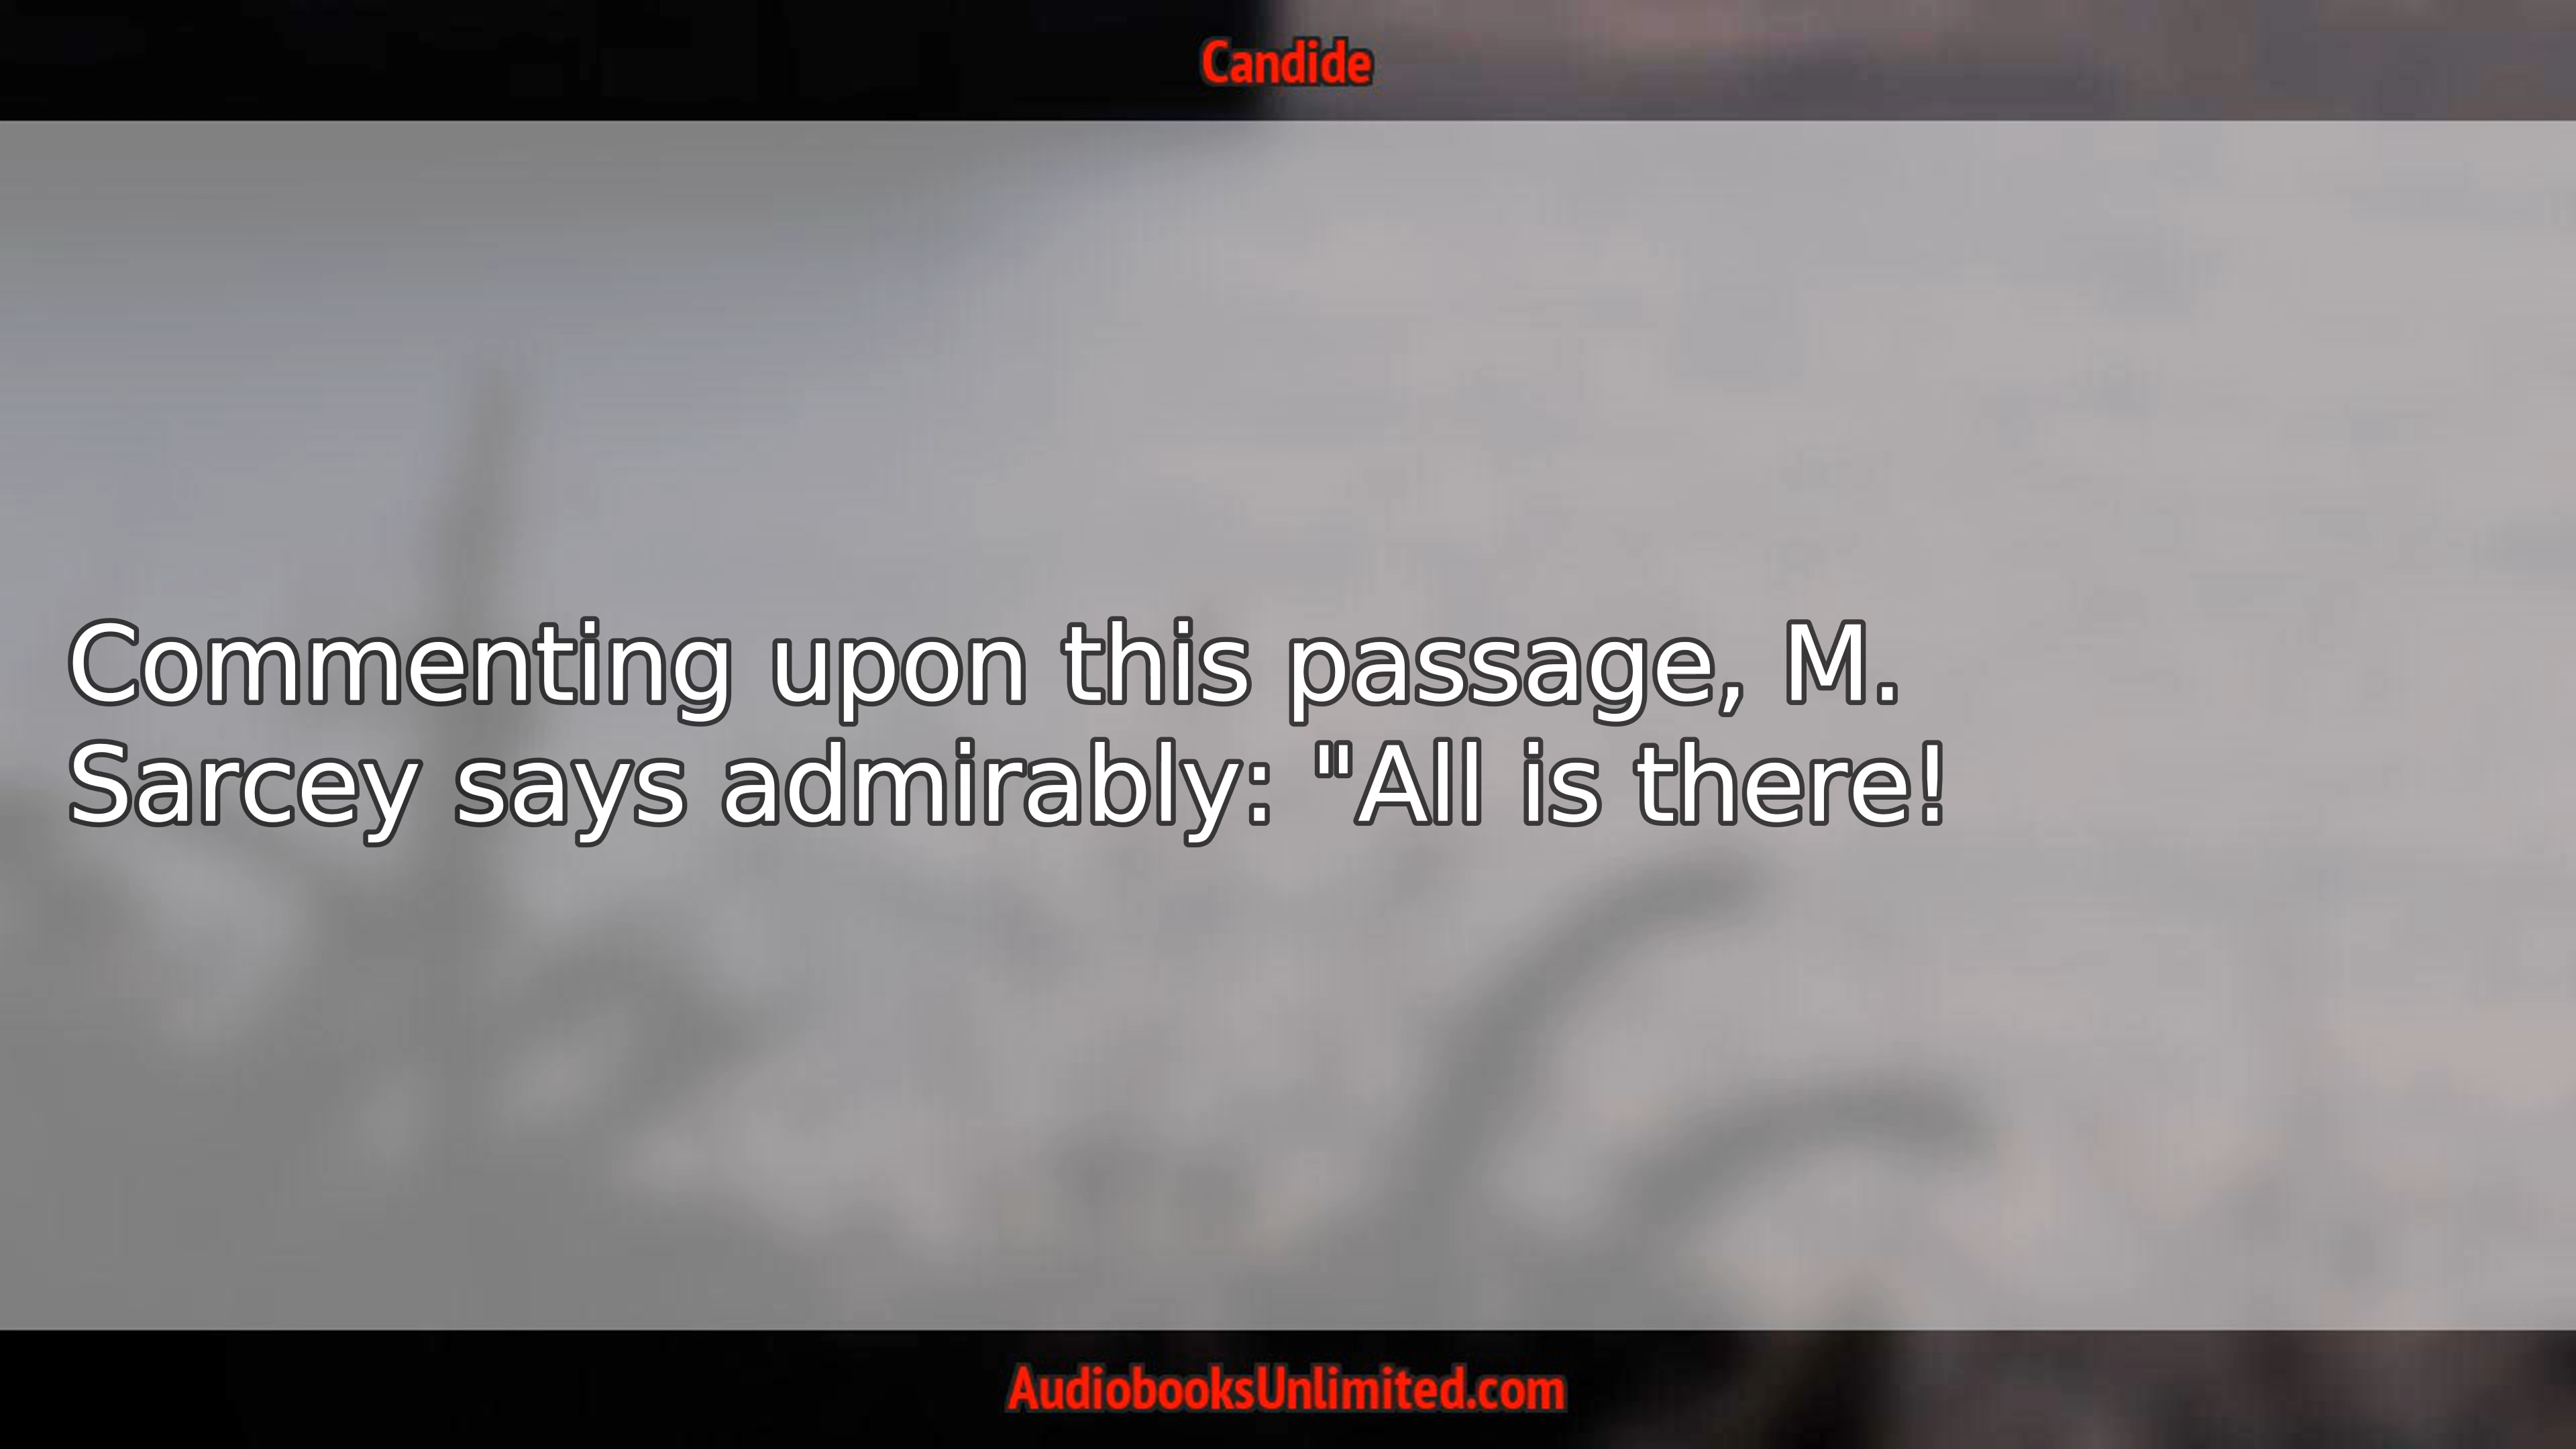 Candide
Commenting upon this passage, M.
Sarcey says admirably: "All is there!
AudiobooksUnlimited.com